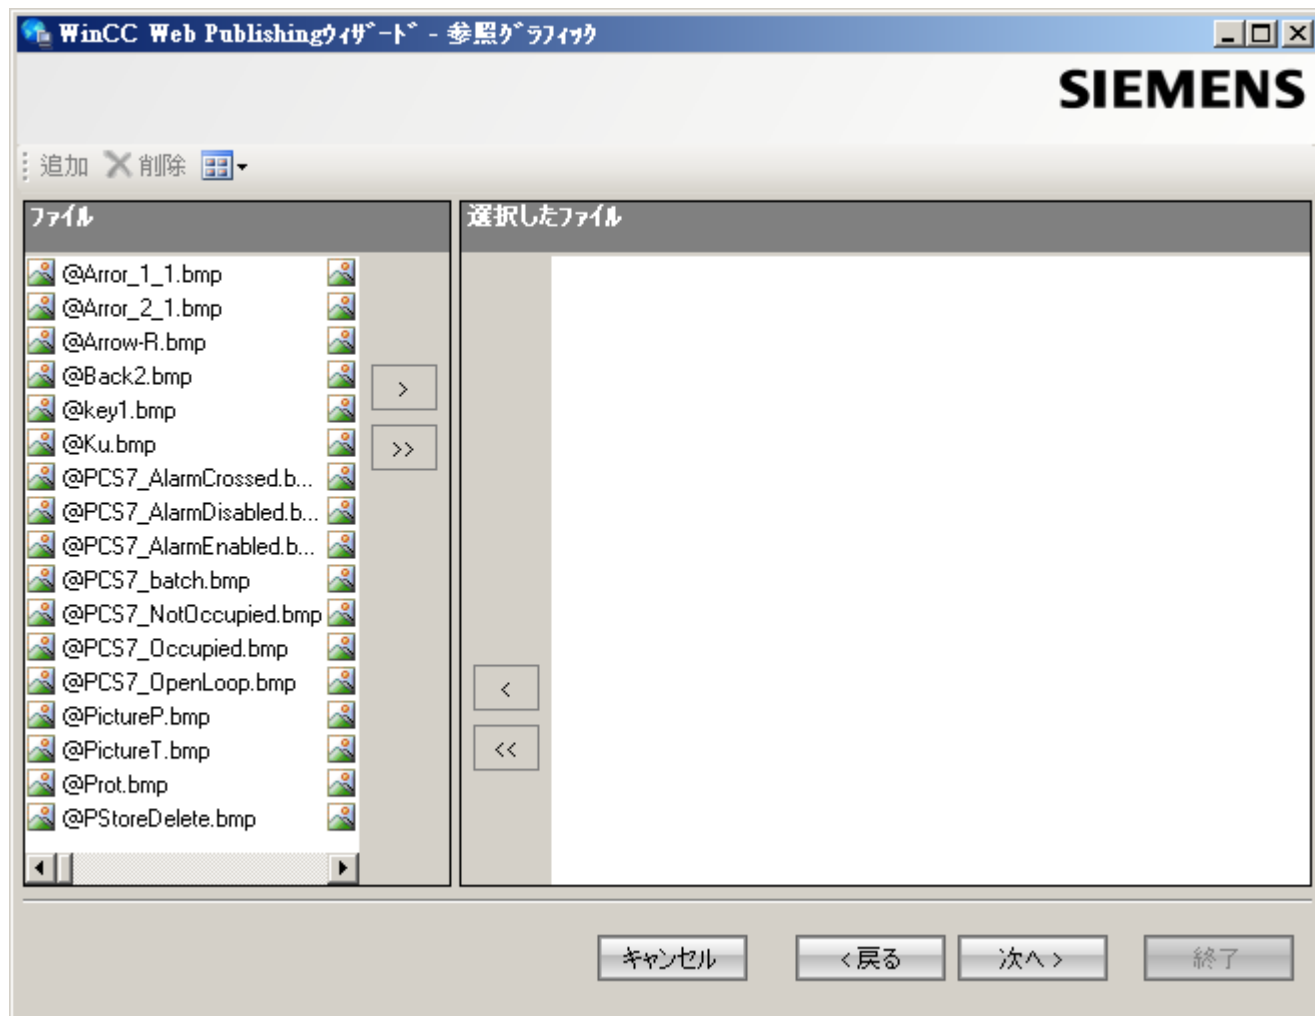 WinCC Web Publishingウィザード - 参照グラフィック
SIEMENS
追加 削除
ファイル
選択したファイル
@Arror_1_1.bmp
@Arror_2_1.bmp
@Arrow-R.bmp
@Back2.bmp
@key1.bmp
@Ku.bmp
@PCS7_AlarmCrossed.b...
@PCS7_AlarmDisabled.b...
@PCS7_AlarmEnabled.b...
@PCS7_batch.bmp
@PCS7_NotOccupied.bmp
@PCS7_Occupied.bmp
@PCS7_OpenLoop.bmp
@PictureP.bmp
@PictureT.bmp
@Prot.bmp
@PStoreDelete.bmp
>
>>
<
<<
キャンセル
<戻る
次へ>
終了